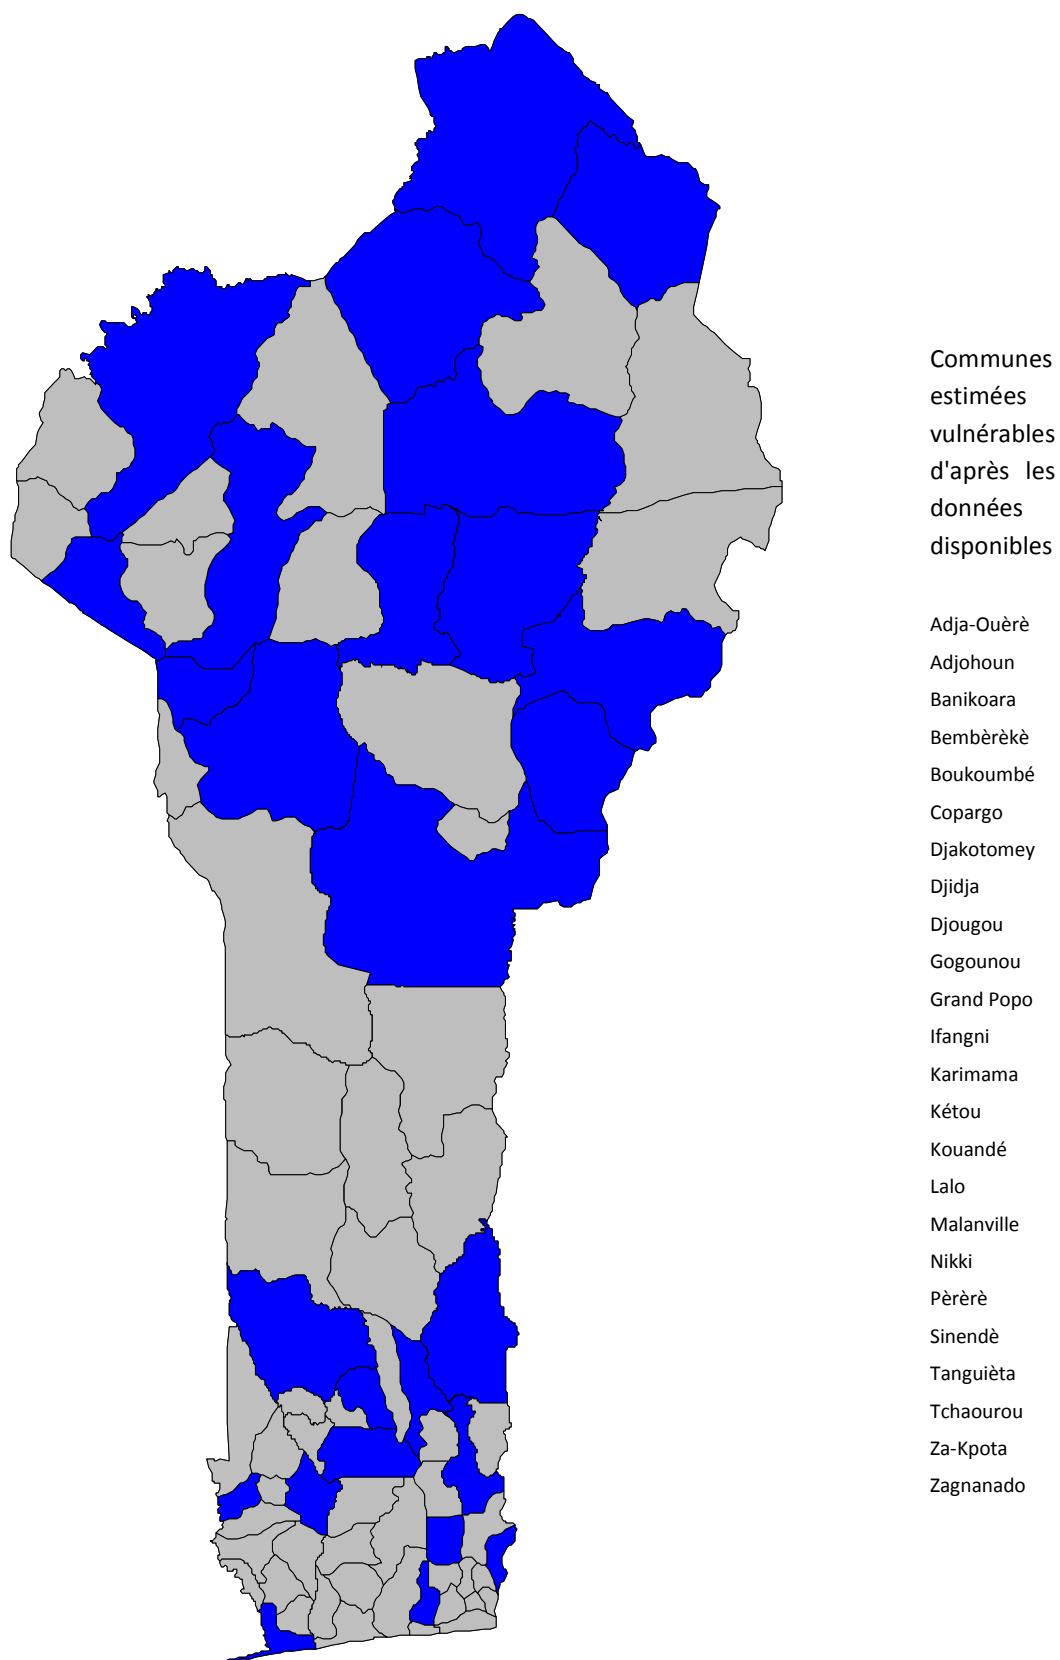 Communes
estimées
vulnérables
d'après les
données
disponibles
Adja-Ouèrè
Adjohoun
Banikoara
Bembèrèkè
Boukoumbé
Copargo
Djakotomey
Djidja
Djougou
Gogounou
Grand Popo
Ifangni
Karimama
Kétou
Kouandé
Lalo
Malanville
Nikki
Pèrèrè
Sinendè
Tanguièta
Tchaourou
Za-Kpota
Zagnanado